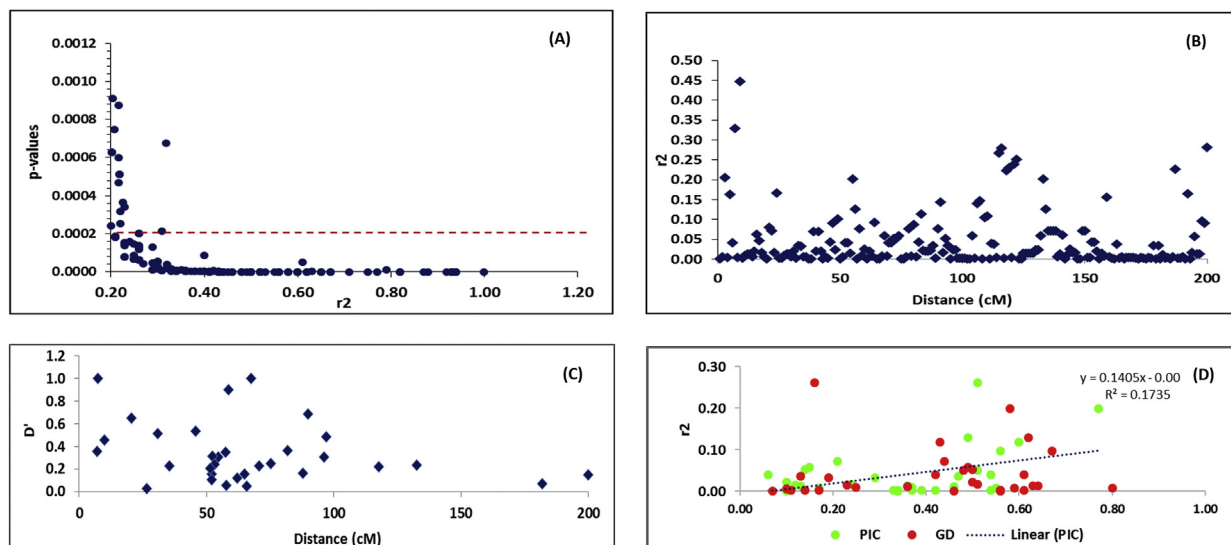 (A)
p-values
0.0012
0.0010
0.0008
0.0006
0.0004
0.0002
0.0000
0.20 0.40 0.60 0.80 1.00 1.20
r2
(B)
r2
0.50
0.45
0.40
0.35
0.30
0.25
0.20
0.15
0.10
0.05
0.00
0 50 100 150 200
Distance (cM)
(C)
D'
1.2
1.0
0.8
0.6
0.4
0.2
0.0
0 50 100 150 200
Distance (cM)
(D)
r2
0.30
0.20
0.10
0.00
y = 0.1405x - 0.00
R² = 0.1735
0.00 0.20 0.40 0.60 0.80 1.00
PIC GD Linear (PIC)